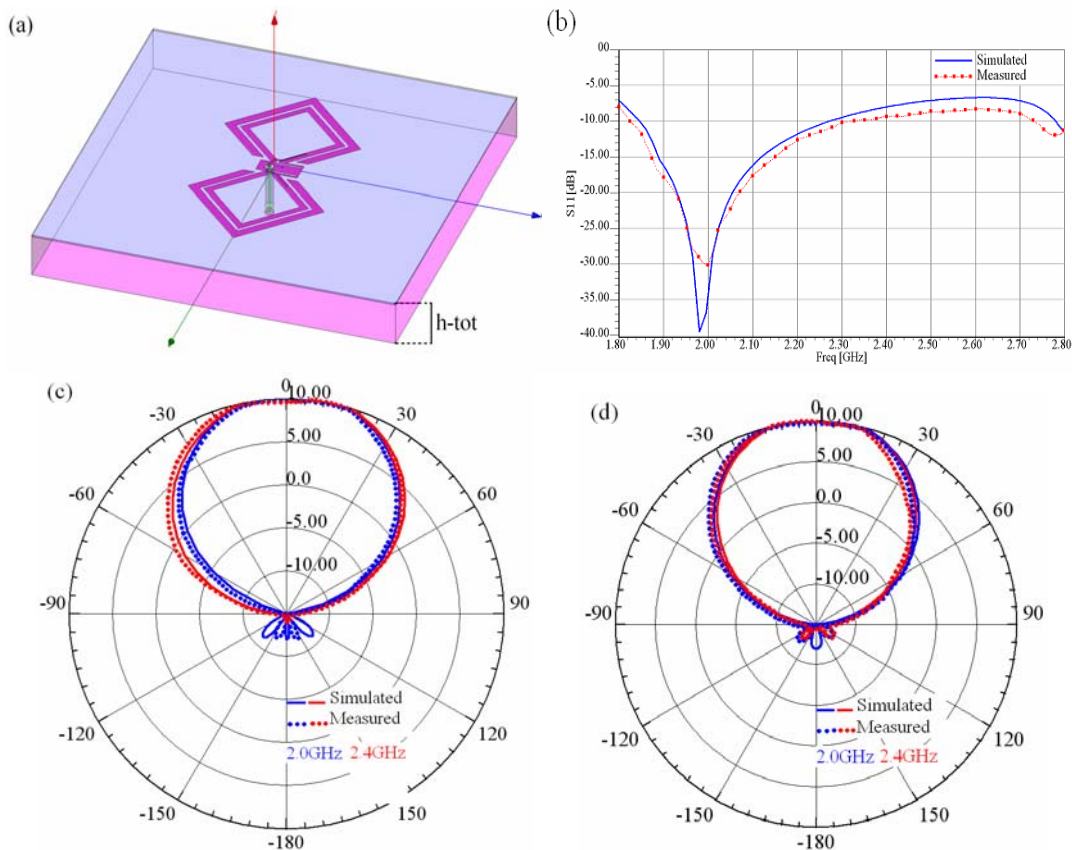 (a)
h-tot
(b)
00
-5.00
-10.00
-15.00
-20.00
-25.00
-30.00
-35.00
-40.00
S11 [dB]
Simulated
Measured
1.80 1.90 2.00 2.10 2.20 2.30 2.40 2.50 2.60 2.70 2.80
Freq [GHz]
(c)
0
10.00
-30 30
5.00
0.0
-60 60
-5.00
-10.00
-90 90
Simulated
Measured
2.0GHz 2.4GHz
-120 120
-150 150
-180
(d)
0
10.00
-30 30
5.00
0.0
-60 60
-5.00
-10.00
-90 90
Simulated
Measured
2.0GHz 2.4GHz
-120 120
-150 150
-180